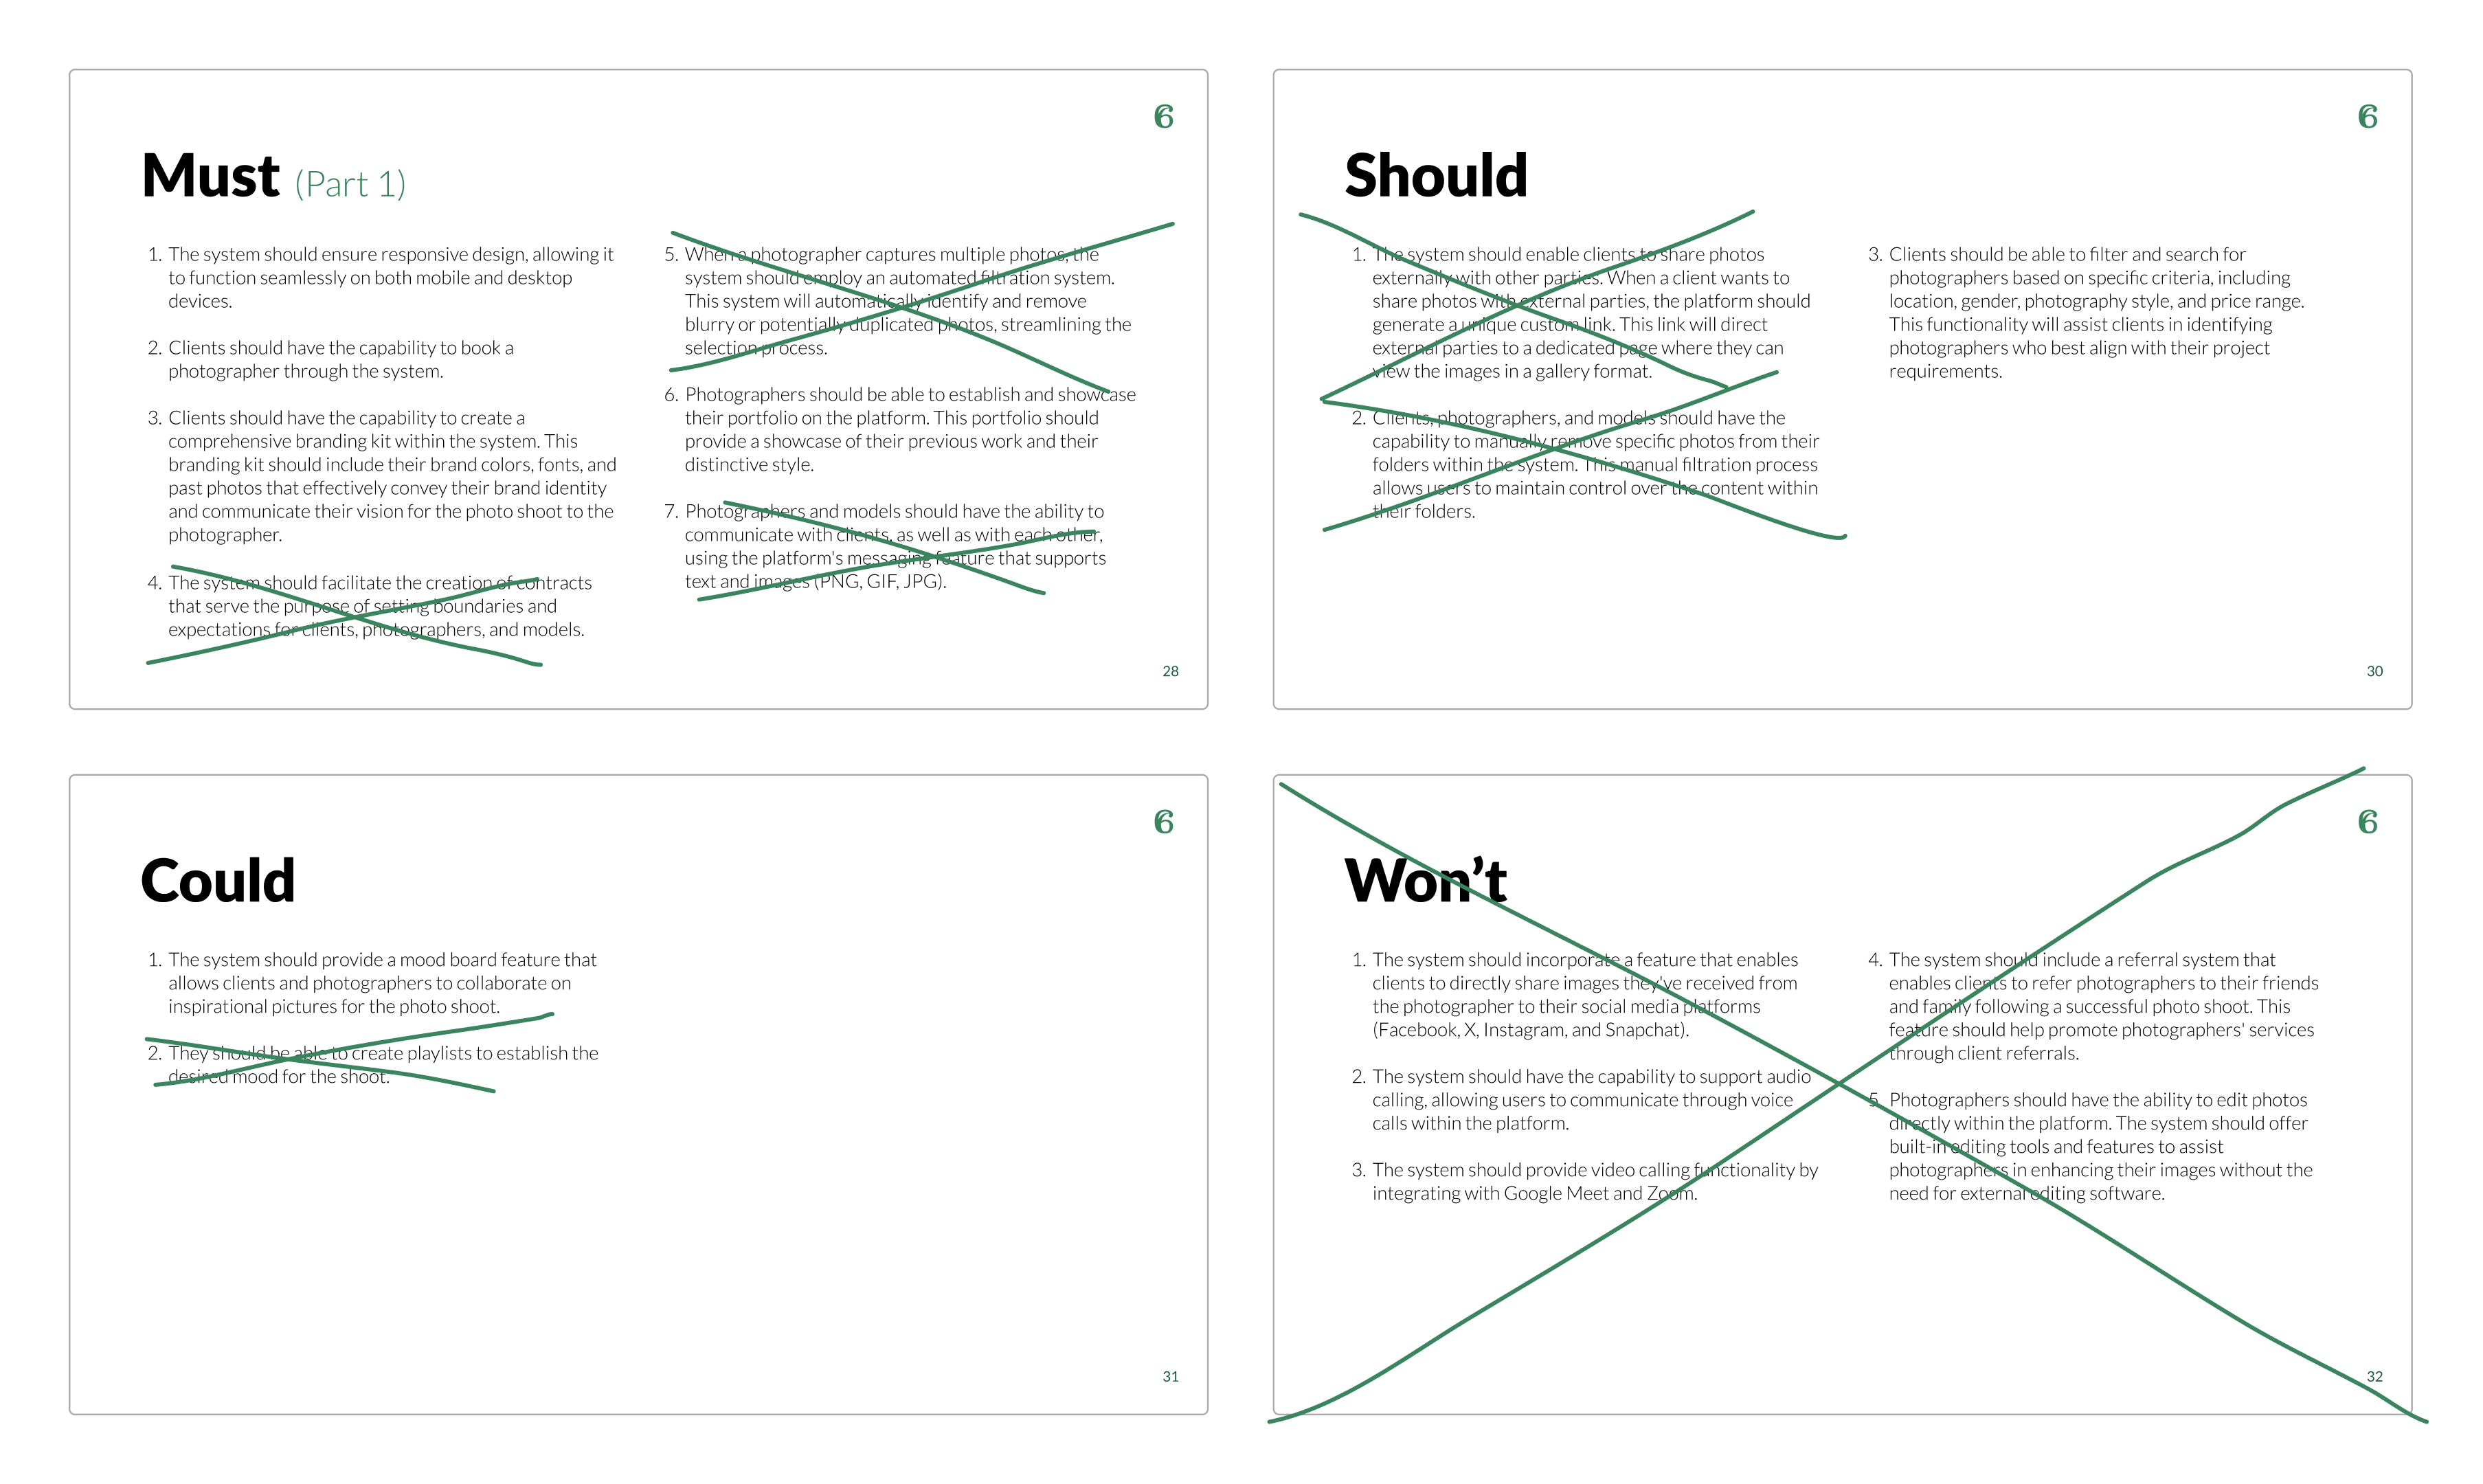 6
Must (Part 1)
1. The system should ensure responsive design, allowing it
to function seamlessly on both mobile and desktop
devices.
2. Clients should have the capability to book a
photographer through the system.
3. Clients should have the capability to create a
comprehensive branding kit within the system. This
branding kit should include their brand colors, fonts, and
past photos that effectively convey their brand identity
and communicate their vision for the photo shoot to the
photographer.
4. The system should facilitate the creation of contracts
that serve the purpose of setting boundaries and
expectations for clients, photographers, and models.
5. When a photographer captures multiple photos, the
system should employ an automated filtration system.
This system will automatically identify and remove
blurry or potentially duplicated photos, streamlining the
selection process.
6. Photographers should be able to establish and showcase
their portfolio on the platform. This portfolio should
provide a showcase of their previous work and their
distinctive style.
7. Photographers and models should have the ability to
communicate with clients, as well as with each other,
using the platform's messaging feature that supports
text and images (PNG, GIF, JPG).
28
6
Should
1. The system should enable clients to share photos
externally with other parties. When a client wants to
share photos with external parties, the platform should
generate a unique custom link. This link will direct
external parties to a dedicated page where they can
view the images in a gallery format.
2. Clients, photographers, and models should have the
capability to manually remove specific photos from their
folders within the system. This manual filtration process
allows users to maintain control over the content within
their folders.
3. Clients should be able to filter and search for
photographers based on specific criteria, including
location, gender, photography style, and price range.
This functionality will assist clients in identifying
photographers who best align with their project
requirements.
30
6
Could
1. The system should provide a mood board feature that
allows clients and photographers to collaborate on
inspirational pictures for the photo shoot.
2. They should be able to create playlists to establish the
desired mood for the shoot.
31
6
Won’t
1. The system should incorporate a feature that enables
clients to directly share images they've received from
the photographer to their social media platforms
(Facebook, X, Instagram, and Snapchat).
2. The system should have the capability to support audio
calling, allowing users to communicate through voice
calls within the platform.
3. The system should provide video calling functionality by
integrating with Google Meet and Zoom.
4. The system should include a referral system that
enables clients to refer photographers to their friends
and family following a successful photo shoot. This
feature should help promote photographers' services
through client referrals.
5. Photographers should have the ability to edit photos
directly within the platform. The system should offer
built-in editing tools and features to assist
photographers in enhancing their images without the
need for external editing software.
32